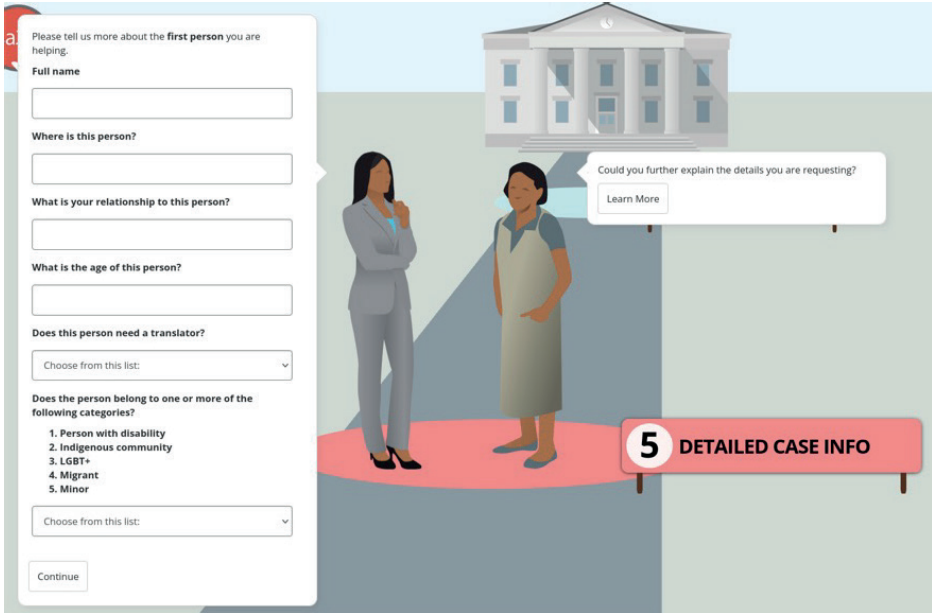 Please tell us more about the first person you are
helping.
Full name
Where is this person?
What is your relationship to this person?
What is the age of this person?
Does this person need a translator?
Choose from this list:
Does the person belong to one or more of the
following categories?
1. Person with disability
2. Indigenous community
3. LGBT+
4. Migrant
5. Minor
Choose from this list:
Continue
Could you further explain the details you are requesting?
Learn More
5 DETAILED CASE INFO